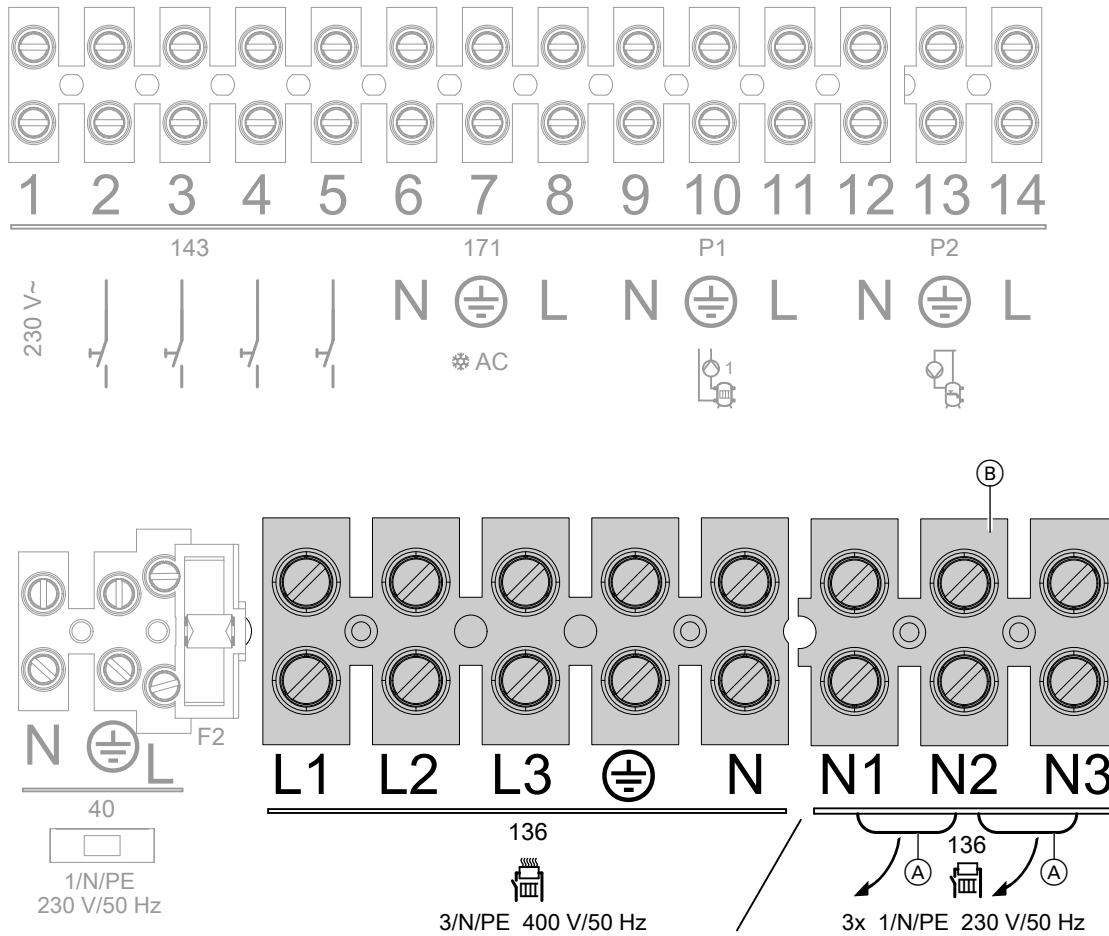 1 2 3 4 5 6 7 8 9 10 11 12 13 14
143 171 P1 P2
230 V~
N L N L N L
AC
1
B
N L F2
L1 L2 L3 N N1 N2 N3
40
136
136
A A
1/N/PE
230 V/50 Hz
3/N/PE 400 V/50 Hz
3x 1/N/PE 230 V/50 Hz